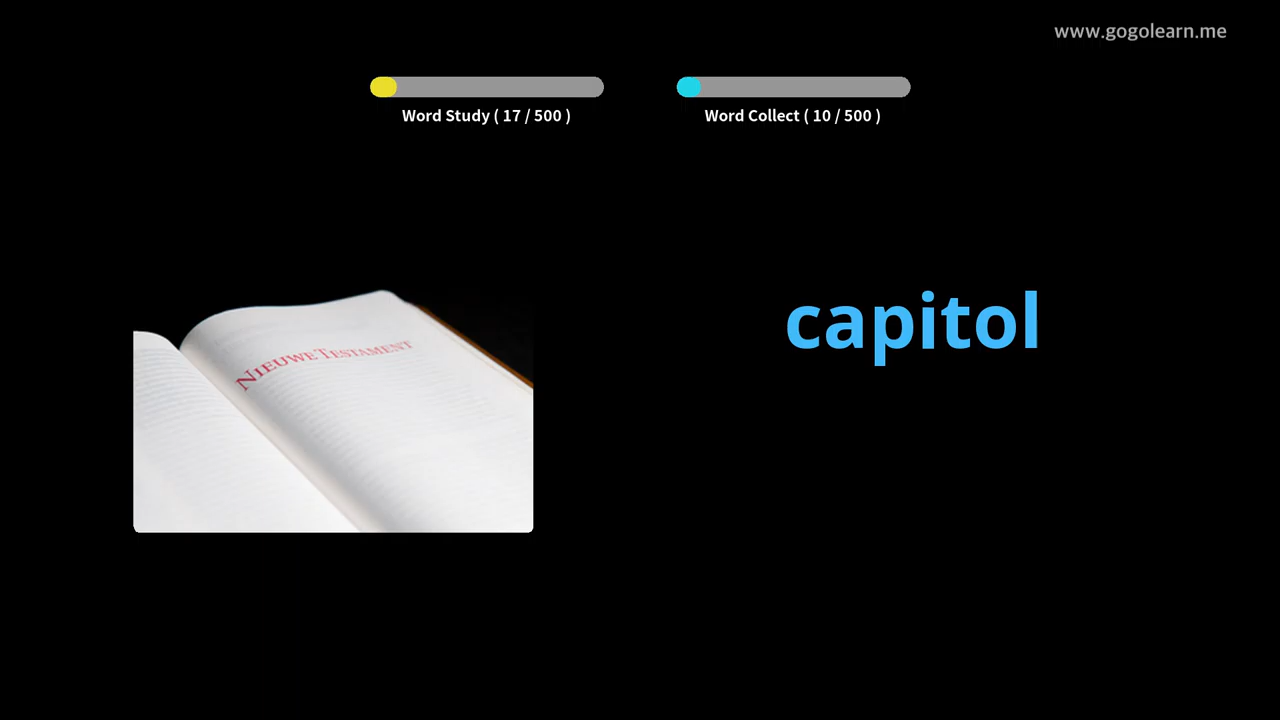 www.gogolearn.me
Word Study ( 17 / 500 )
Word Collect ( 10 / 500 )
capitol
NIEUWE TESTAMENT